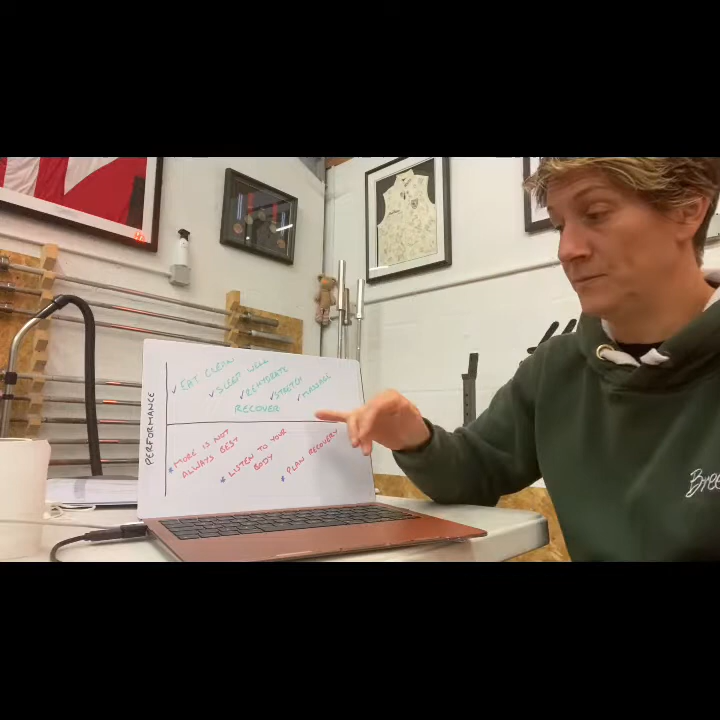 PERFORMANCE
✓ EAT CLEAN
✓ SLEEP WELL
✓ REHYDRATE
✓ STRETCH
✓ MASSAGE
RECOVER
* MORE IS NOT
ALWAYS BEST
* LISTEN TO YOUR
BODY
* PLAN RECOVERY